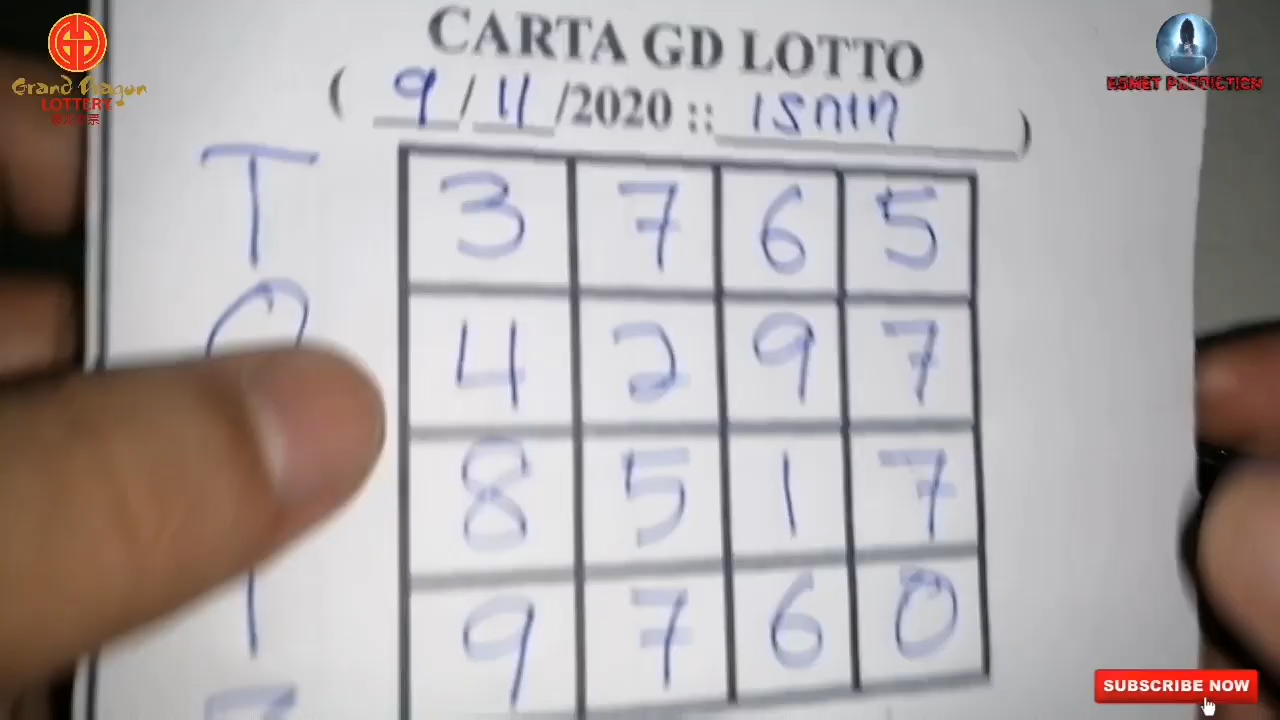 CARTA GD LOTTO
( 9 / 11 /2020 :: ISNIN )
T 3 7 6 5
4 2 9 7
8 5 1 7
9 7 6 0
Grand Dragon
LOTTERY
SUBSCRIBE NOW